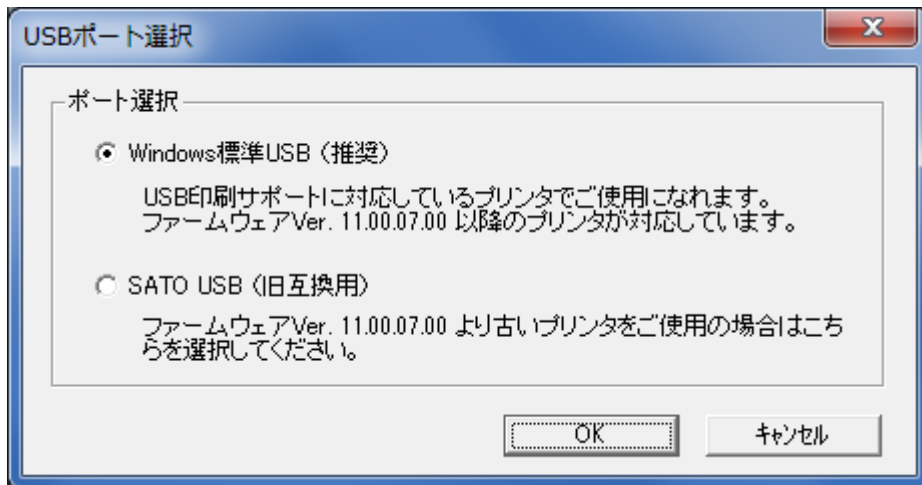 USBポート選択
ポート選択
Windows標準USB（推奨）
USB印刷サポートに対応しているプリンタでご使用になれます。
ファームウェアVer. 11.00.07.00 以降のプリンタが対応しています。
SATO USB（旧互換用）
ファームウェアVer. 11.00.07.00 より古いプリンタをご使用の場合はこち
らを選択してください。
OK
キャンセル